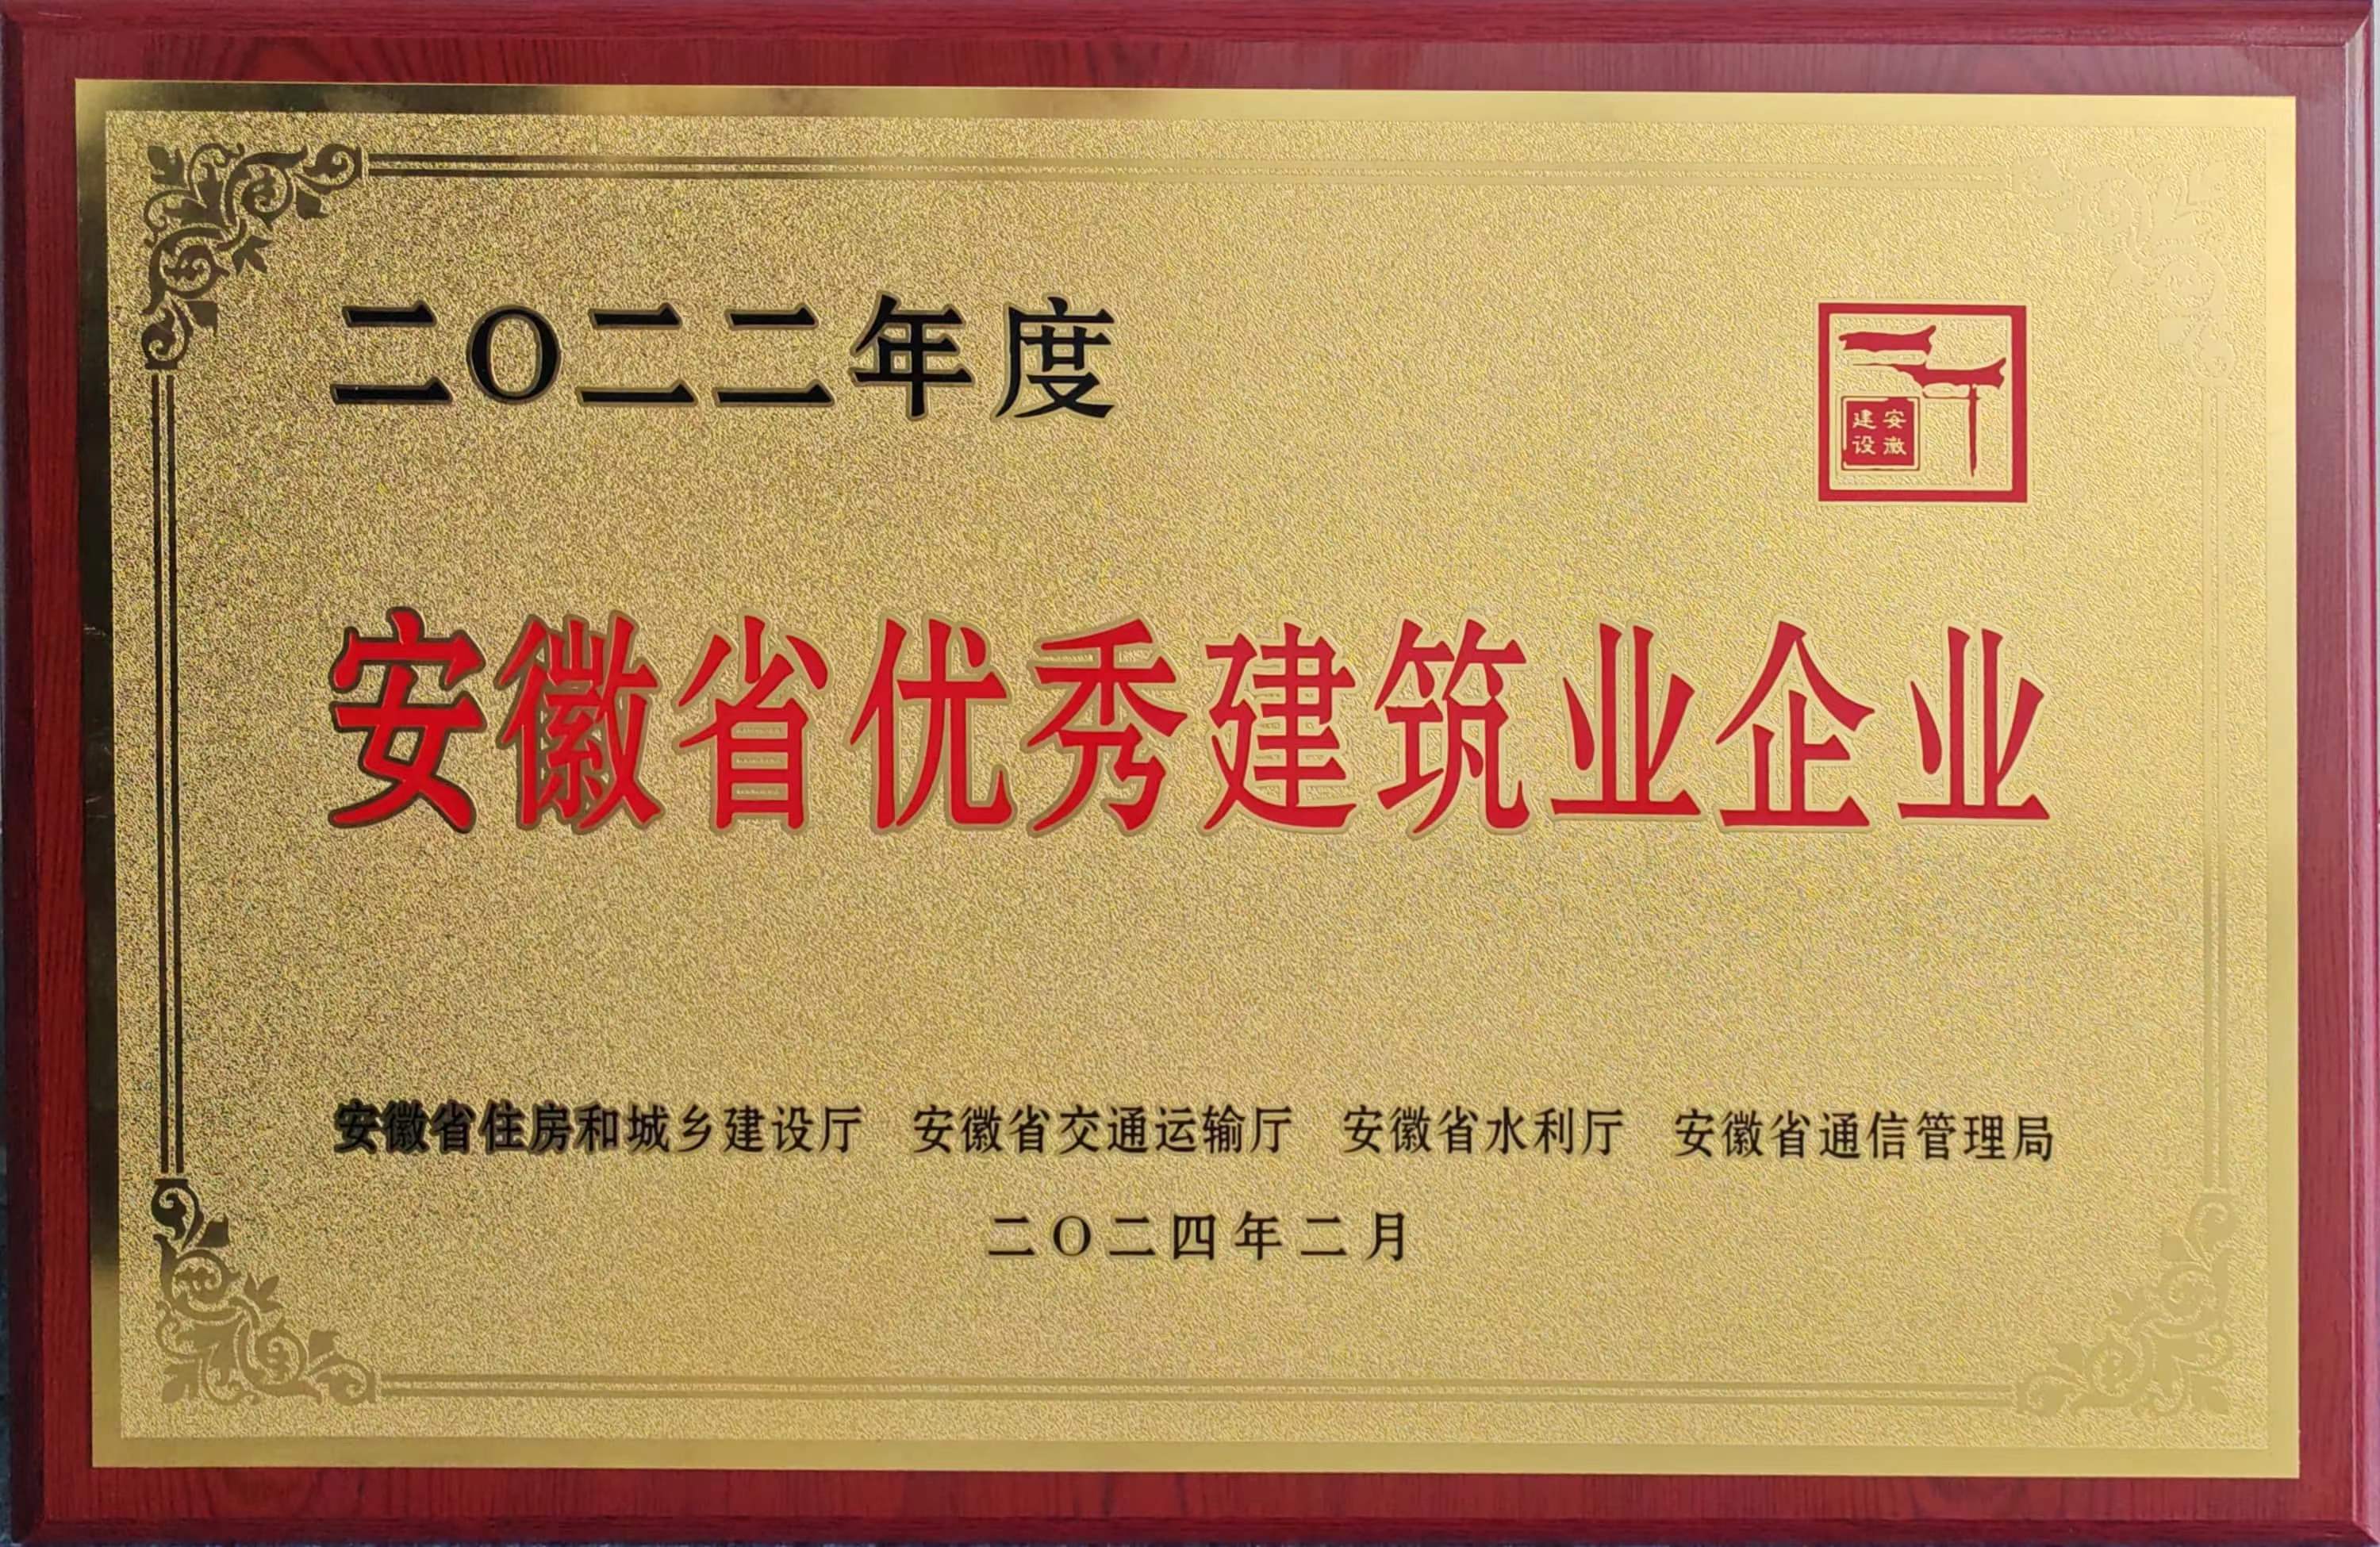 二〇二二年度
安徽建设
安徽省优秀建筑业企业
安徽省住房和城乡建设厅 安徽省交通运输厅 安徽省水利厅 安徽省通信管理局
二〇二四年二月